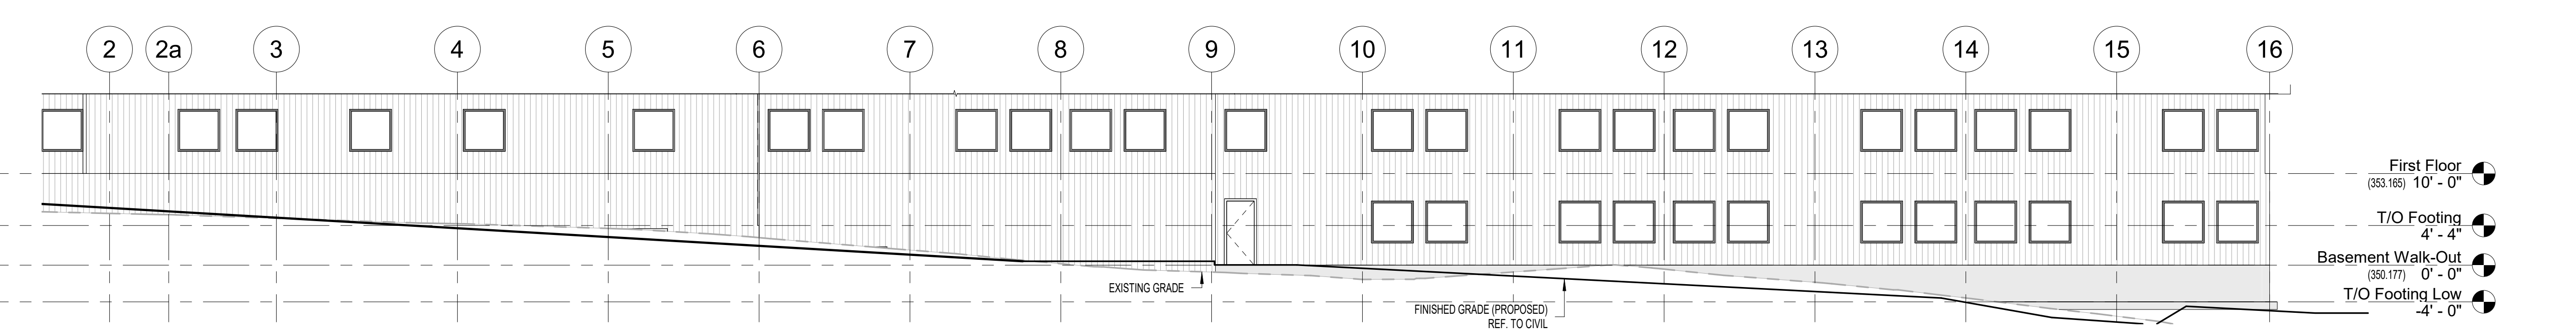 2 2a 3 4 5 6 7 8 9 10 11 12 13 14 15 16
First Floor
(353.165) 10' - 0"
T/O Footing
4' - 4"
Basement Walk-Out
(350.177) 0' - 0"
T/O Footing Low
-4' - 0"
EXISTING GRADE
FINISHED GRADE (PROPOSED)
REF. TO CIVIL